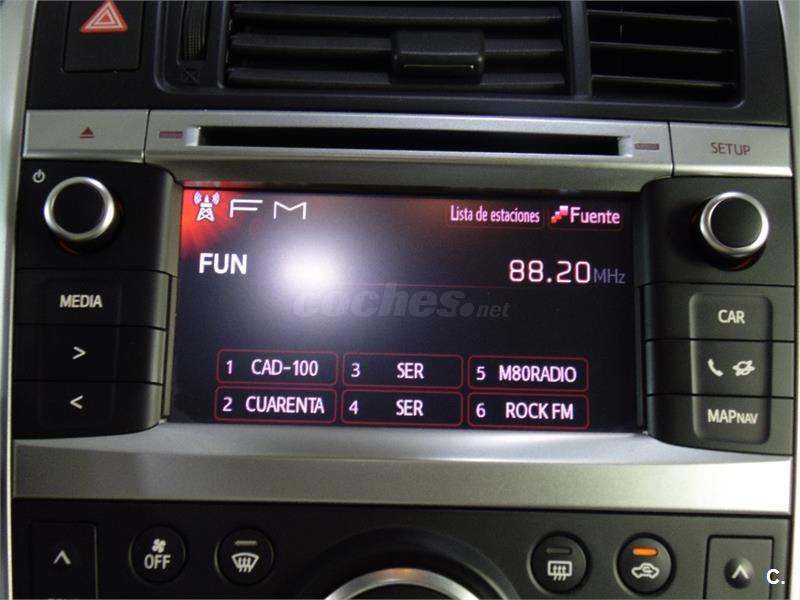 SETUP
FM
Lista de estaciones
Fuente
FUN
88.20MHz
coches.net
MEDIA
>
<
CAR
MAPNAV
1 CAD-100
3 SER
5 M80RADIO
2 CUARENTA
4 SER
6 ROCK FM
OFF
C.